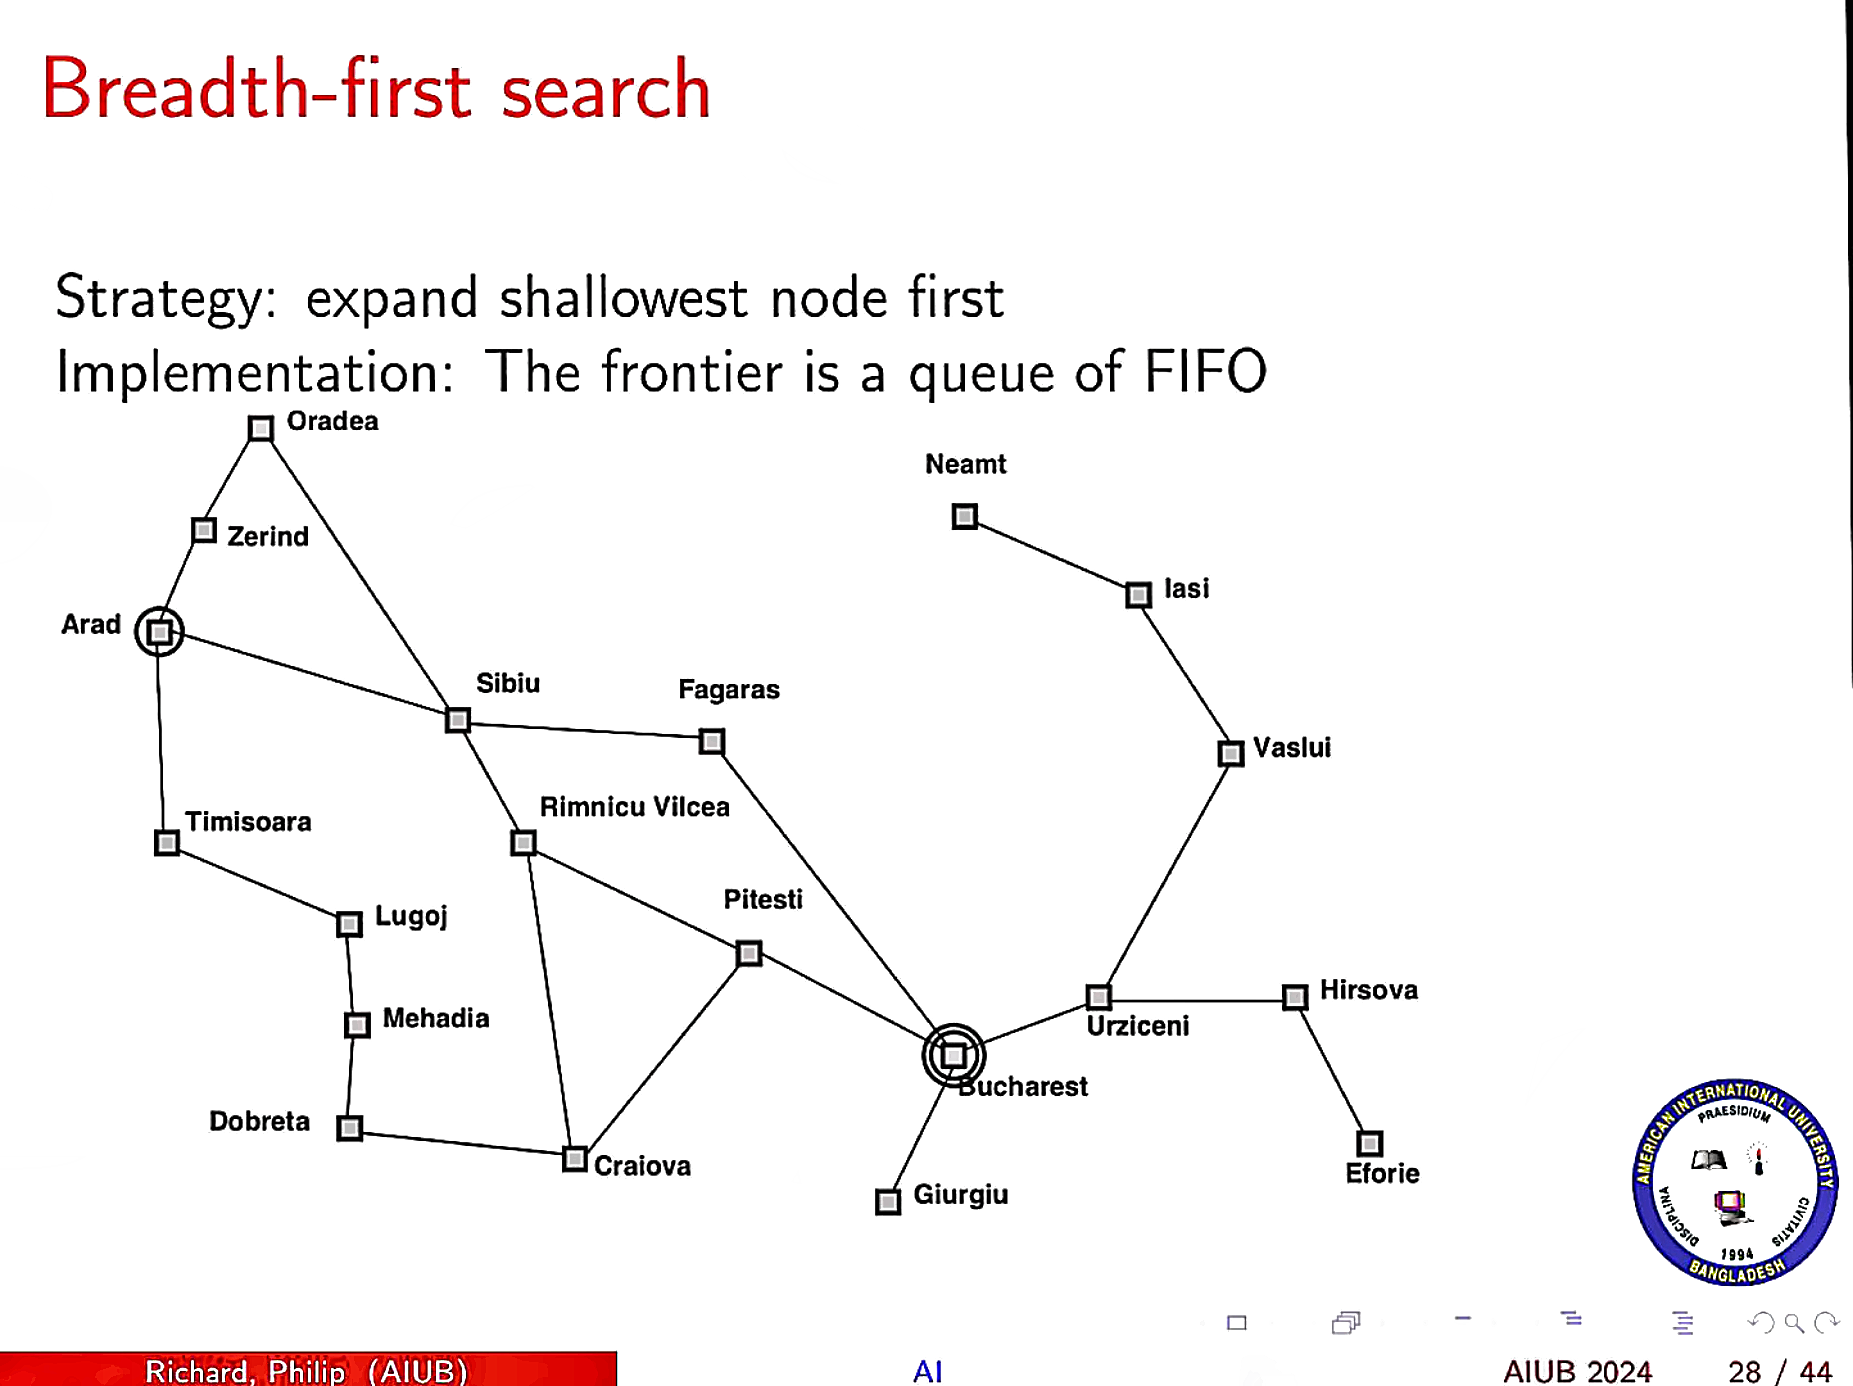 Breadth-first search
Strategy: expand shallowest node first
Implementation: The frontier is a queue of FIFO
Oradea
Neamt
Zerind
Iasi
Arad
Sibiu
Fagaras
Vaslui
Rimnicu Vilcea
Timisoara
Pitesti
Lugoj
Hirsova
Mehadia
Urziceni
Bucharest
Dobreta
Craiova
Eforie
Giurgiu
AMERICAN INTERNATIONAL UNIVERSITY
PRAESIDIUM
DISCIPLINA
CIVITATIS
1994
BANGLADESH
Richard, Philip (AIUB)
AI
AIUB 2024
28 / 44